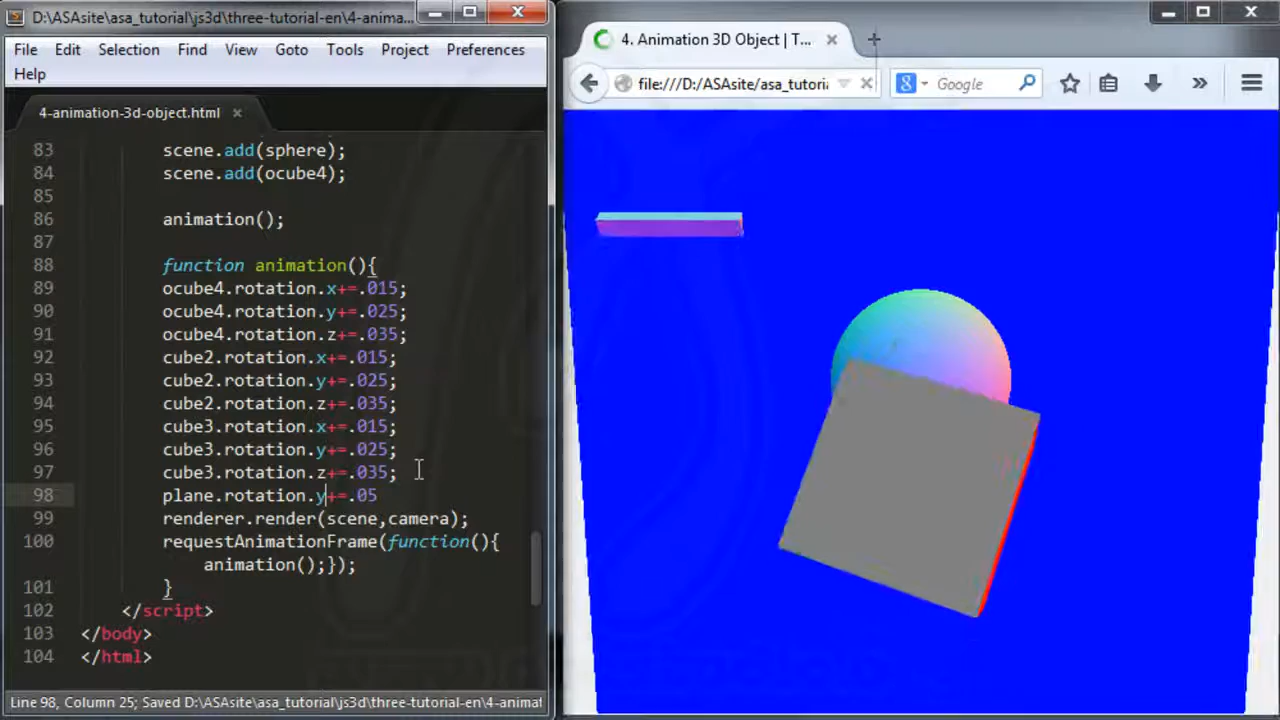 D:\ASAsite\asa_tutorial\js3d\three-tutorial-en\4-anima...
File Edit Selection Find View Goto Tools Project Preferences
Help
4-animation-3d-object.html
83 scene.add(sphere);
84 scene.add(ocube4);
85
86 animation();
87
88 function animation(){
89 ocube4.rotation.x+=.015;
90 ocube4.rotation.y+=.025;
91 ocube4.rotation.z+=.035;
92 cube2.rotation.x+=.015;
93 cube2.rotation.y+=.025;
94 cube2.rotation.z+=.035;
95 cube3.rotation.x+=.015;
96 cube3.rotation.y+=.025;
97 cube3.rotation.z+=.035;
98 plane.rotation.y+=.05
99 renderer.render(scene,camera);
100 requestAnimationFrame(function(){
animation();});
101 }
102 </script>
103 </body>
104 </html>
Line 98, Column 25; Saved D:\ASAsite\asa_tutorial\js3d\three-tutorial-en\4-animat
4. Animation 3D Object | T...
file:///D:/ASAsite/asa_tutoria
8 Google